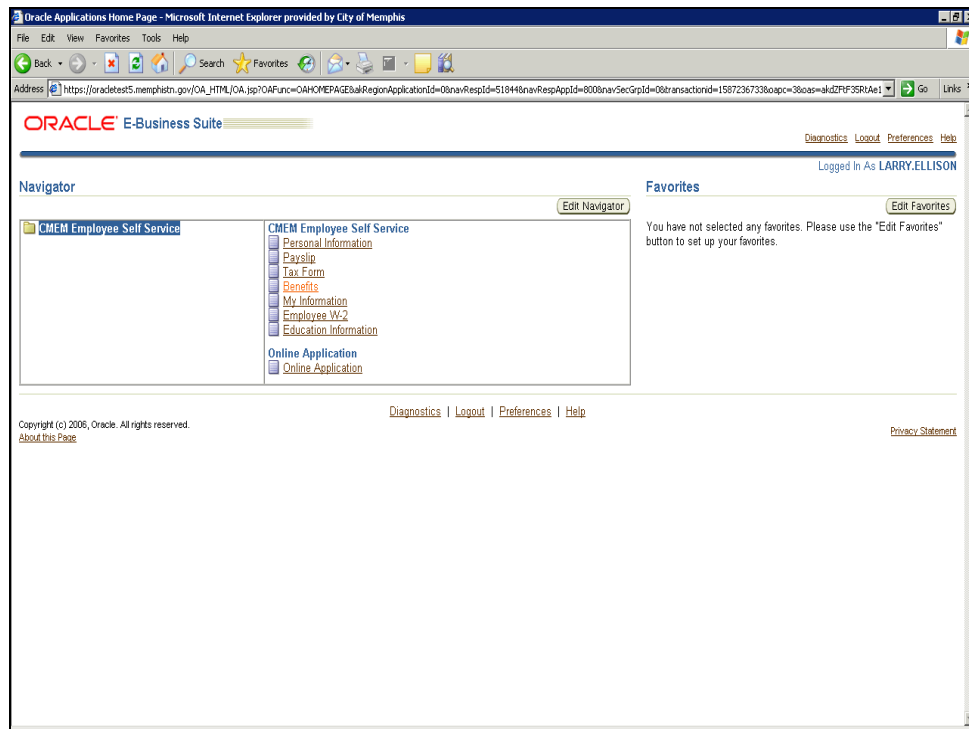 Oracle Applications Home Page - Microsoft Internet Explorer provided by City of Memphis
File Edit View Favorites Tools Help
Back Search Favorites
Address https://oracletest5.memphistn.gov/OA_HTML/OA.jsp?OAFunc=OAHOMEPAGE&akRegionApplicationId=0&navRespId=51844&navRespAppId=800&navSecGrpId=0&transactionid=1587236733&oapc=3&oas=akdZFtF35RtAe1 Go Links
ORACLE E-Business Suite
Diagnostics Logout Preferences Help
Logged In As LARRY.ELLISON
Navigator
Edit Navigator
CMEM Employee Self Service
CMEM Employee Self Service
Personal Information
Payslip
Tax Form
Benefits
My Information
Employee W-2
Education Information
Online Application
Online Application
Favorites
Edit Favorites
You have not selected any favorites. Please use the "Edit Favorites"
button to set up your favorites.
Diagnostics | Logout | Preferences | Help
Copyright (c) 2006, Oracle. All rights reserved.
About this Page
Privacy Statement